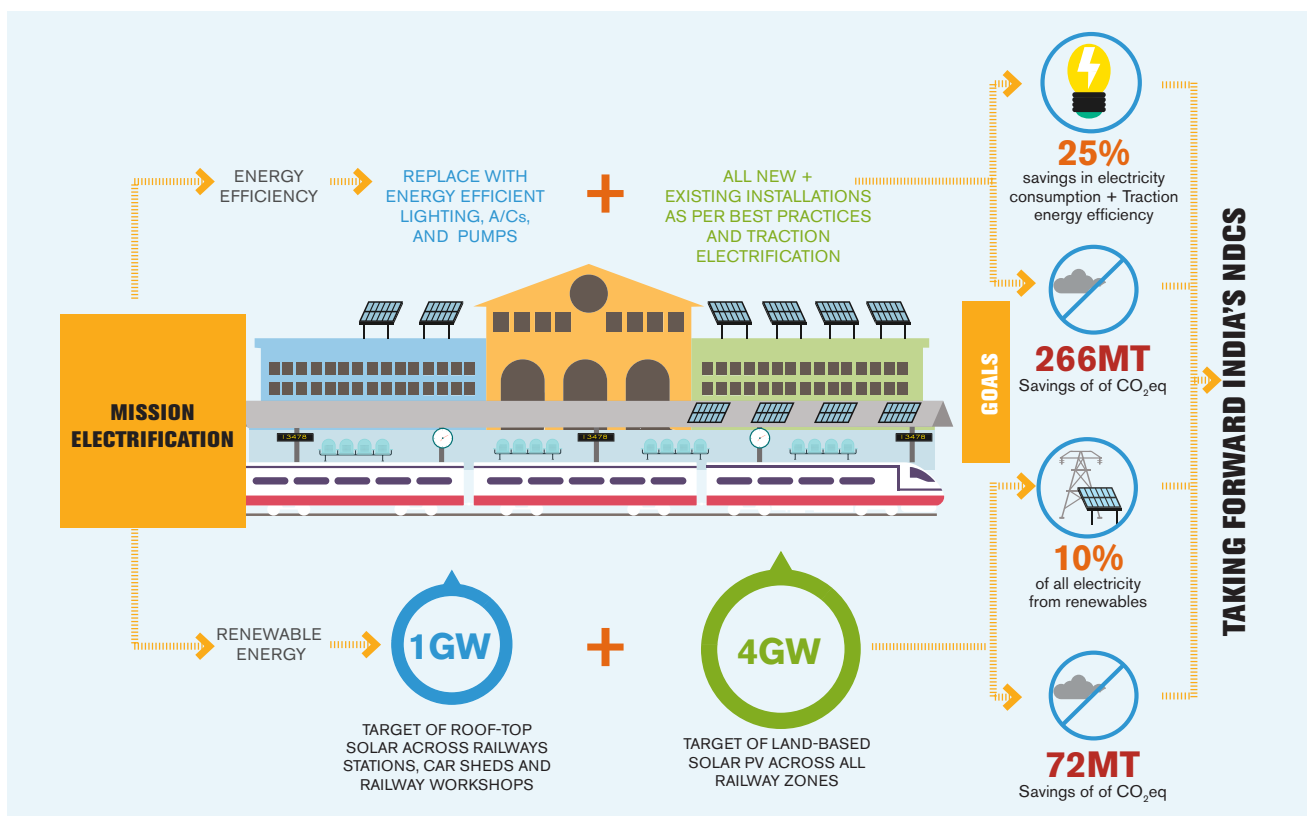 MISSION
ELECTRIFICATION
ENERGY
EFFICIENCY
REPLACE WITH
ENERGY EFFICIENT
LIGHTING, A/Cs,
AND PUMPS
+
ALL NEW +
EXISTING INSTALLATIONS
AS PER BEST PRACTICES
AND TRACTION
ELECTRIFICATION
13478
13478
13478
RENEWABLE
ENERGY
1GW
TARGET OF ROOF-TOP
SOLAR ACROSS RAILWAYS
STATIONS, CAR SHEDS AND
RAILWAY WORKSHOPS
+
4GW
TARGET OF LAND-BASED
SOLAR PV ACROSS ALL
RAILWAY ZONES
GOALS
25%
savings in electricity
consumption + Traction
energy efficiency
266MT
Savings of of CO₂eq
10%
of all electricity
from renewables
72MT
Savings of of CO₂eq
TAKING FORWARD INDIA'S NDCS